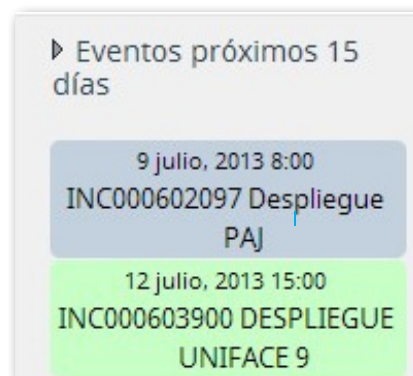 Eventos próximos 15
días
9 julio, 2013 8:00
INC000602097 Despliegue
PAJ
12 julio, 2013 15:00
INC000603900 DESPLIEGUE
UNIFACE 9